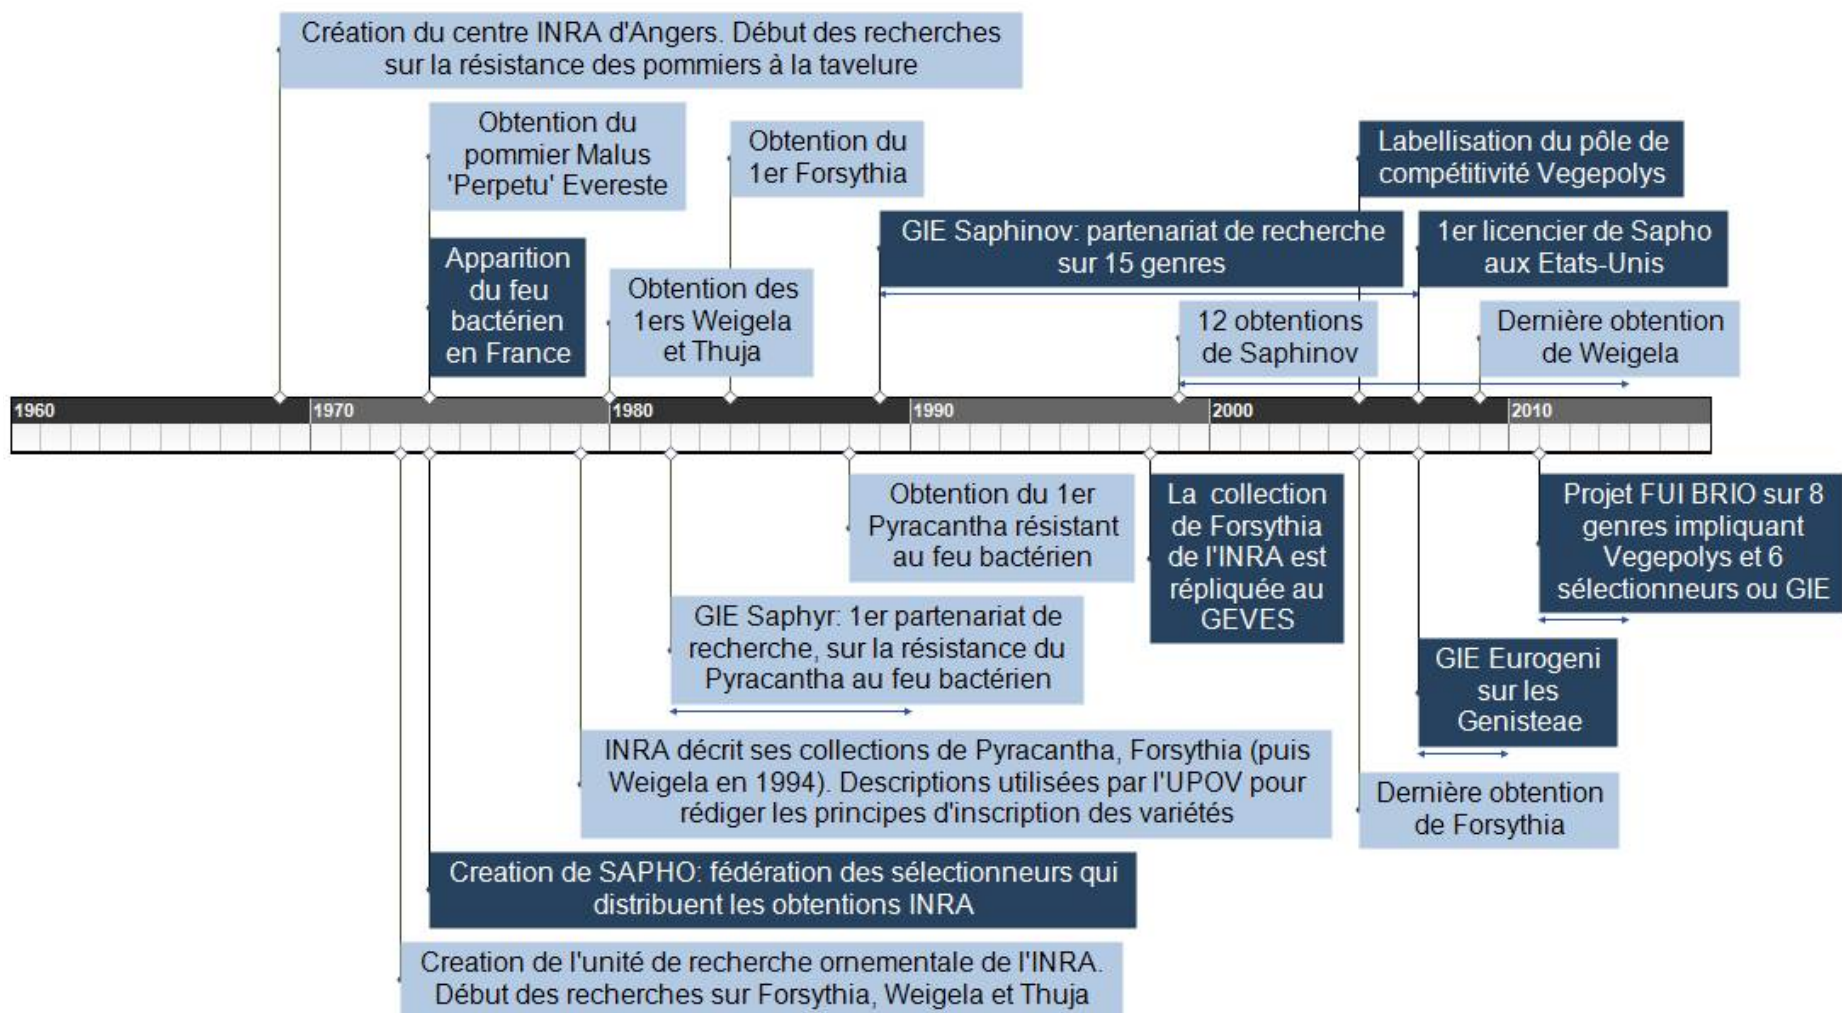 Création du centre INRA d'Angers. Début des recherches
sur la résistance des pommiers à la tavelure
Obtention du
pommier Malus
'Perpetu' Evereste
Obtention du
1er Forsythia
Labellisation du pôle de
compétitivité Vegepolys
Apparition
du feu
bactérien
en France
GIE Saphinov: partenariat de recherche
sur 15 genres
1er licencier de Sapho
aux Etats-Unis
Obtention des
1ers Weigela
et Thuja
12 obtentions
de Saphinov
Dernière obtention
de Weigela
1960
1970
1980
1990
2000
2010
Obtention du 1er
Pyracantha résistant
au feu bactérien
La collection
de Forsythia
de l'INRA est
répliquée au
GEVES
Projet FUI BRIO sur 8
genres impliquant
Vegepolys et 6
sélectionneurs ou GIE
GIE Saphyr: 1er partenariat de
recherche, sur la résistance du
Pyracantha au feu bactérien
GIE Eurogeni
sur les
Genisteae
INRA décrit ses collections de Pyracantha, Forsythia (puis
Weigela en 1994). Descriptions utilisées par l'UPOV pour
rédiger les principes d'inscription des variétés
Dernière obtention
de Forsythia
Creation de SAPHO: fédération des sélectionneurs qui
distribuent les obtentions INRA
Creation de l'unité de recherche ornementale de l'INRA.
Début des recherches sur Forsythia, Weigela et Thuja